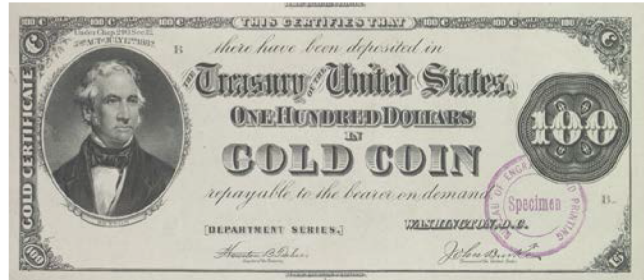 THIS CERTIFIES THAT
100 C
B there have been deposited in
THE Treasury OF THE United States.
ONE HUNDRED DOLLARS
IN
GOLD COIN
100
repayable to the bearer on demand
Specimen
PRINTING
B
[DEPARTMENT SERIES.]
WASHINGTON, D.C.
GOLD CERTIFICATE
100